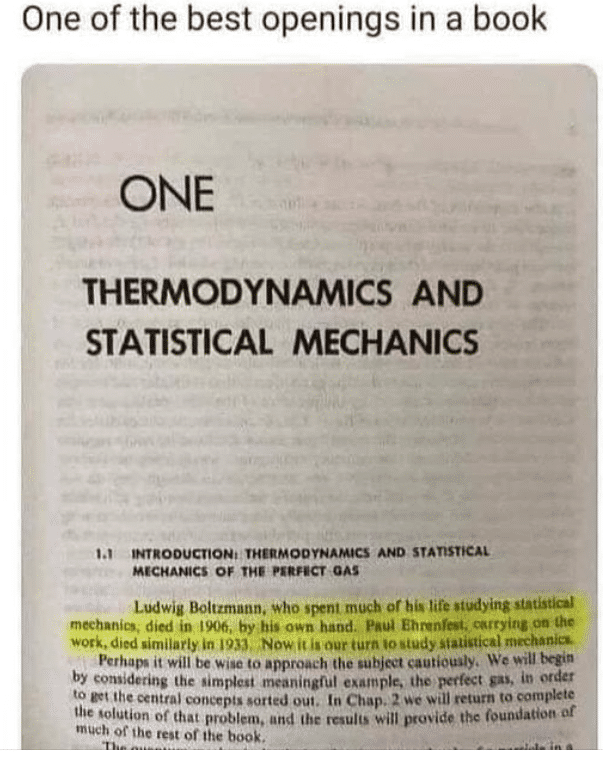 One of the best openings in a book
ONE
THERMODYNAMICS AND
STATISTICAL MECHANICS
1.1 INTRODUCTION: THERMODYNAMICS AND STATISTICAL
MECHANICS OF THE PERFECT GAS
Ludwig Boltzmann, who spent much of his life studying statistical
mechanics, died in 1906, by his own hand. Paul Ehrenfest, carrying on the
work, died similarly in 1933. Now it is our turn to study statistical mechanics.
Perhaps it will be wise to approach the subject cautiously. We will begin
by considering the simplest meaningful example, the perfect gas, in order
to get the central concepts sorted out. In Chap. 2 we will return to complete
the solution of that problem, and the results will provide the foundation of
much of the rest of the book.
The in a